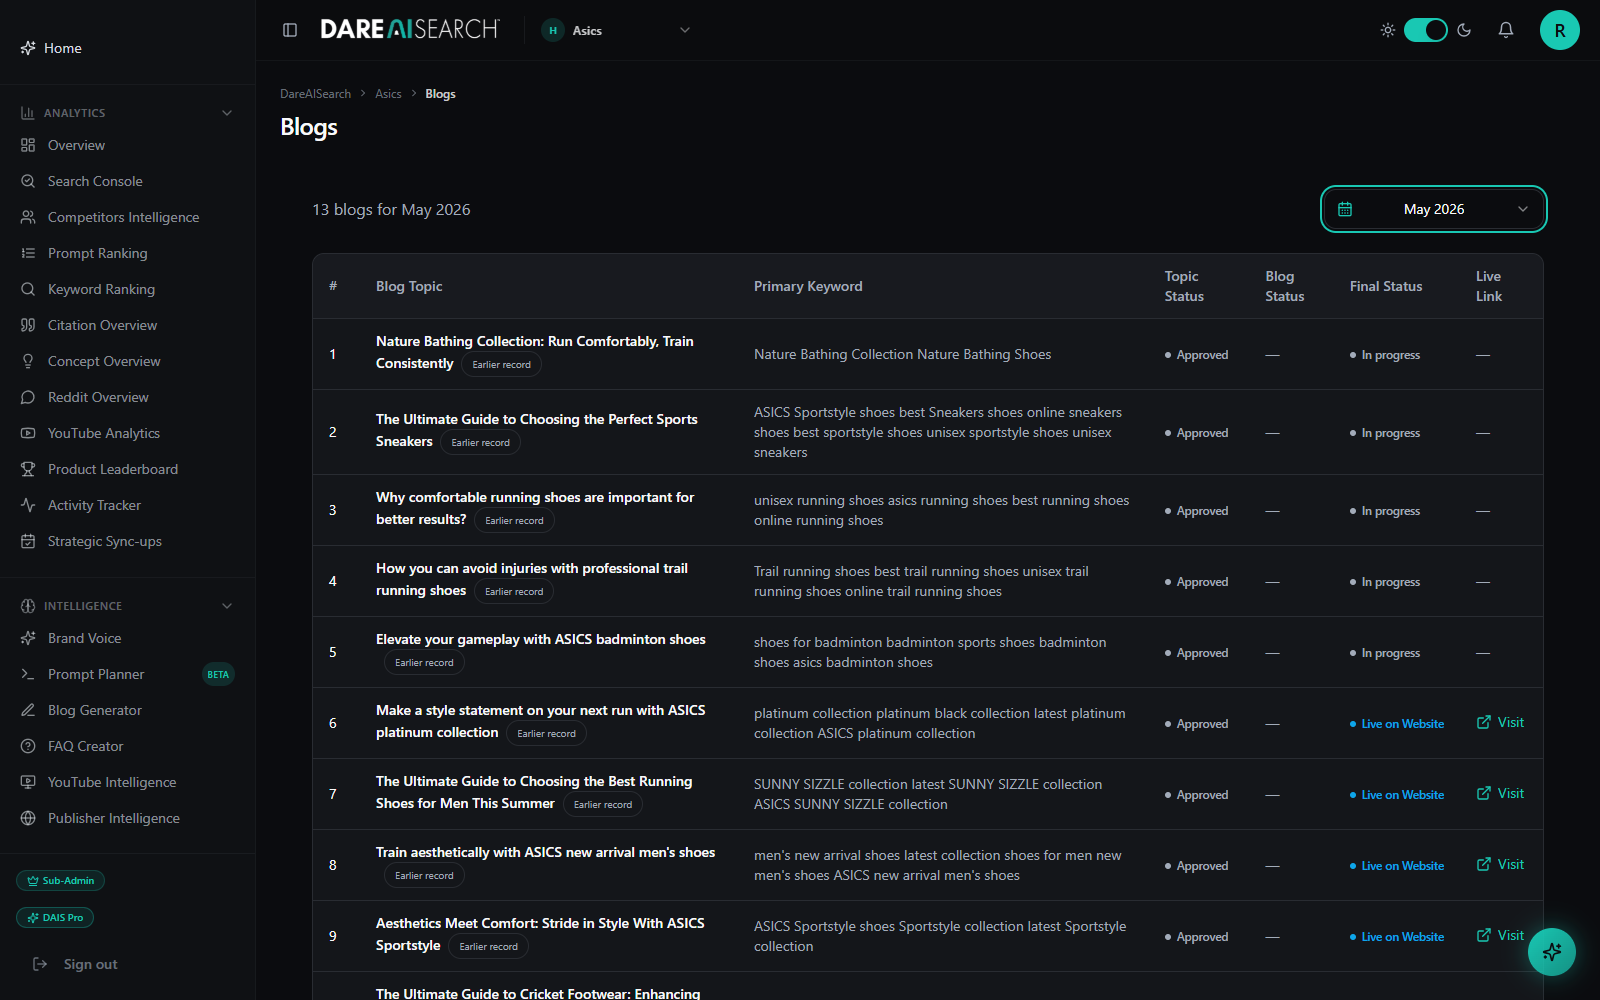 Home
ANALYTICS
Overview
Search Console
Competitors Intelligence
Prompt Ranking
Keyword Ranking
Citation Overview
Concept Overview
Reddit Overview
YouTube Analytics
Product Leaderboard
Activity Tracker
Strategic Sync-ups
INTELLIGENCE
Brand Voice
Prompt Planner BETA
Blog Generator
FAQ Creator
YouTube Intelligence
Publisher Intelligence
Sub-Admin
DAIS Pro
Sign out
DARE AI SEARCH
H Asics
R
DareAISearch > Asics > Blogs
Blogs
13 blogs for May 2026
May 2026
# Blog Topic Primary Keyword Topic Status Blog Status Final Status Live Link
1 Nature Bathing Collection: Run Comfortably, Train
Consistently Earlier record
Nature Bathing Collection Nature Bathing Shoes
Approved — In progress —
2 The Ultimate Guide to Choosing the Perfect Sports
Sneakers Earlier record
ASICS Sportstyle shoes best Sneakers shoes online sneakers
shoes best sportstyle shoes unisex sportstyle shoes unisex
sneakers
Approved — In progress —
3 Why comfortable running shoes are important for
better results? Earlier record
unisex running shoes asics running shoes best running shoes
online running shoes
Approved — In progress —
4 How you can avoid injuries with professional trail
running shoes Earlier record
Trail running shoes best trail running shoes unisex trail
running shoes online trail running shoes
Approved — In progress —
5 Elevate your gameplay with ASICS badminton shoes
Earlier record
shoes for badminton badminton sports shoes badminton
shoes asics badminton shoes
Approved — In progress —
6 Make a style statement on your next run with ASICS
platinum collection Earlier record
platinum collection platinum black collection latest platinum
collection ASICS platinum collection
Approved — Live on Website Visit
7 The Ultimate Guide to Choosing the Best Running
Shoes for Men This Summer Earlier record
SUNNY SIZZLE collection latest SUNNY SIZZLE collection
ASICS SUNNY SIZZLE collection
Approved — Live on Website Visit
8 Train aesthetically with ASICS new arrival men's shoes
Earlier record
men's new arrival shoes latest collection shoes for men new
men's shoes ASICS new arrival men's shoes
Approved — Live on Website Visit
9 Aesthetics Meet Comfort: Stride in Style With ASICS
Sportstyle Earlier record
ASICS Sportstyle shoes Sportstyle collection latest Sportstyle
collection
Approved — Live on Website Visit
The Ultimate Guide to Cricket Footwear: Enhancing